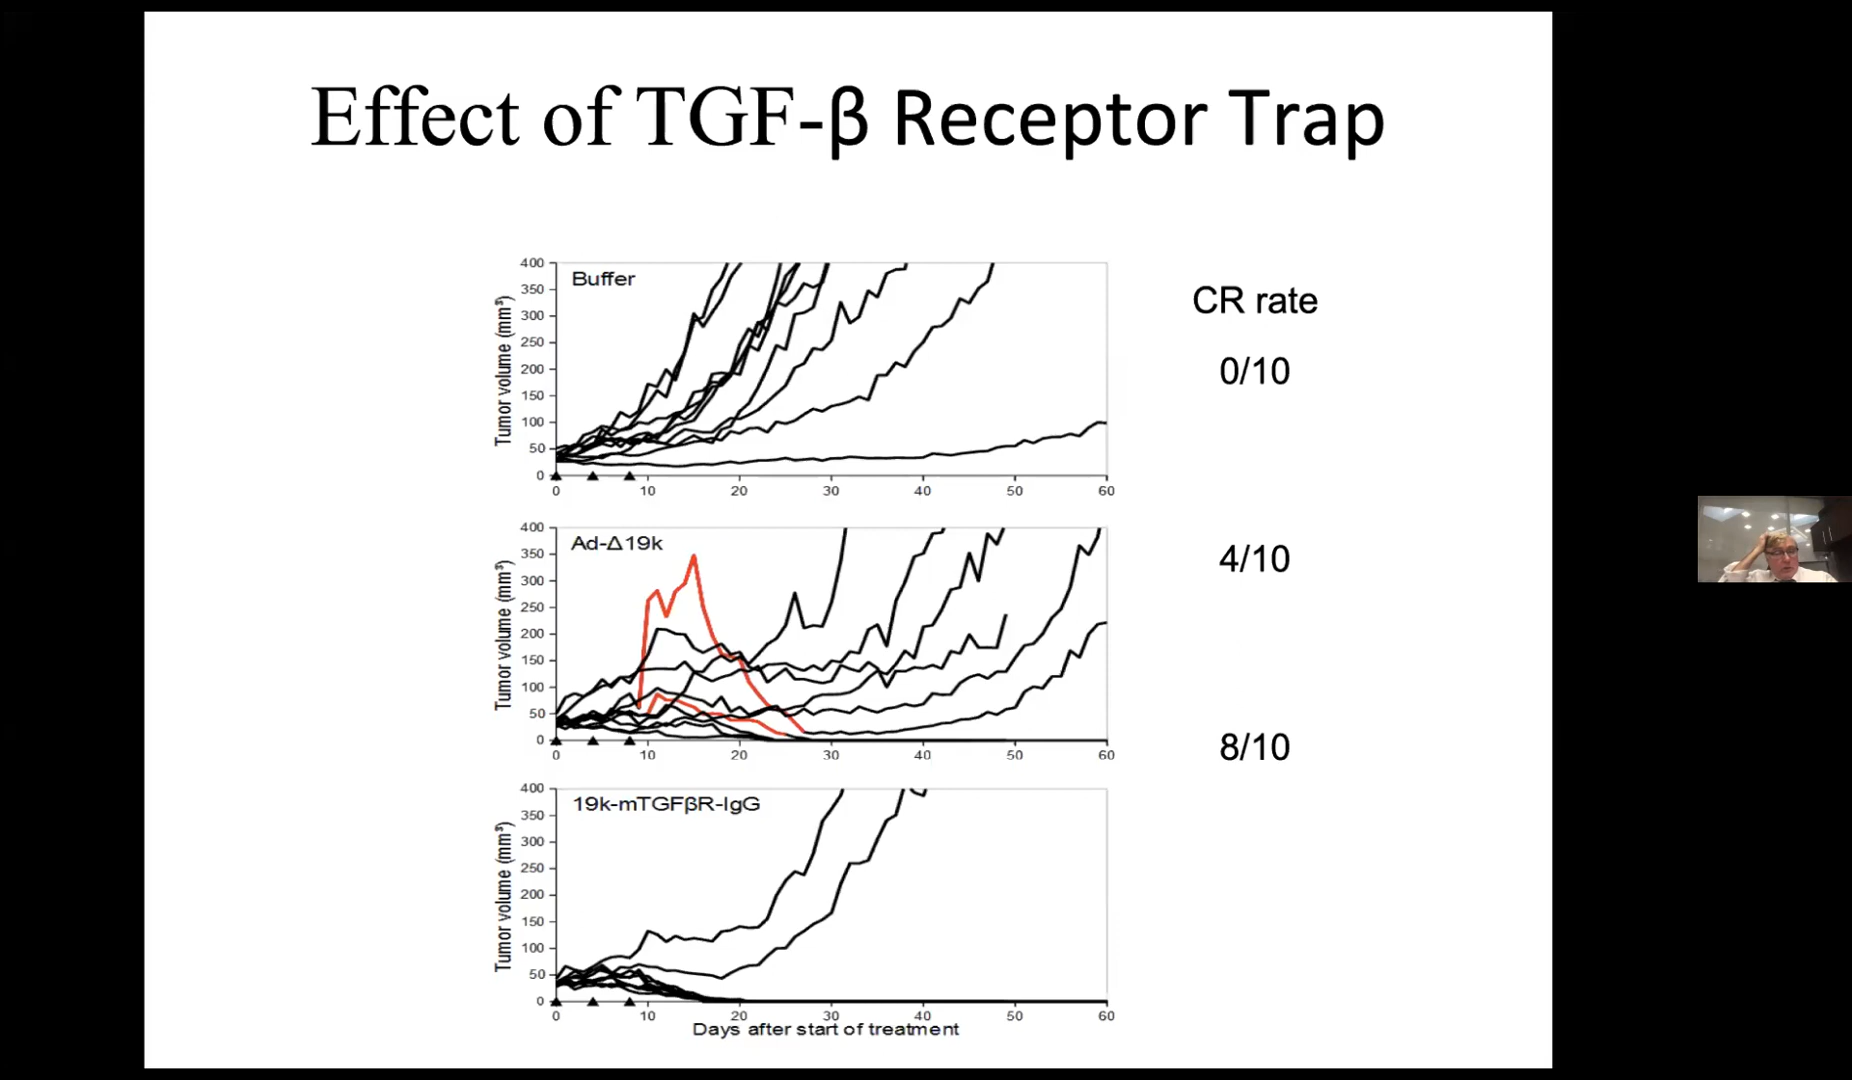 Effect of TGF-β Receptor Trap
Buffer
Tumor volume (mm³)
400
350
300
250
200
150
100
50
0
0 10 20 30 40 50 60
CR rate
0/10
Ad-Δ19k
Tumor volume (mm³)
400
350
300
250
200
150
100
50
0
0 10 20 30 40 50 60
4/10
8/10
19k-mTGFβR-IgG
Tumor volume (mm³)
400
350
300
250
200
150
100
50
0
0 10 20 30 40 50 60
Days after start of treatment